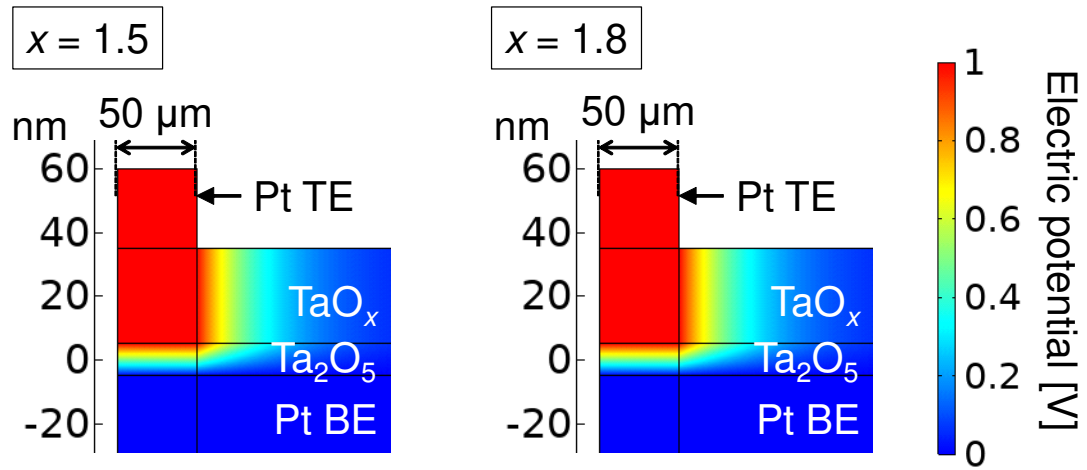 x = 1.5
50 μm
nm
60
40
20
0
-20
Pt TE
TaOₓ
Ta₂O₅
Pt BE
x = 1.8
50 μm
nm
60
40
20
0
-20
Pt TE
TaOₓ
Ta₂O₅
Pt BE
1
0.8
0.6
0.4
0.2
0
Electric potential [V]